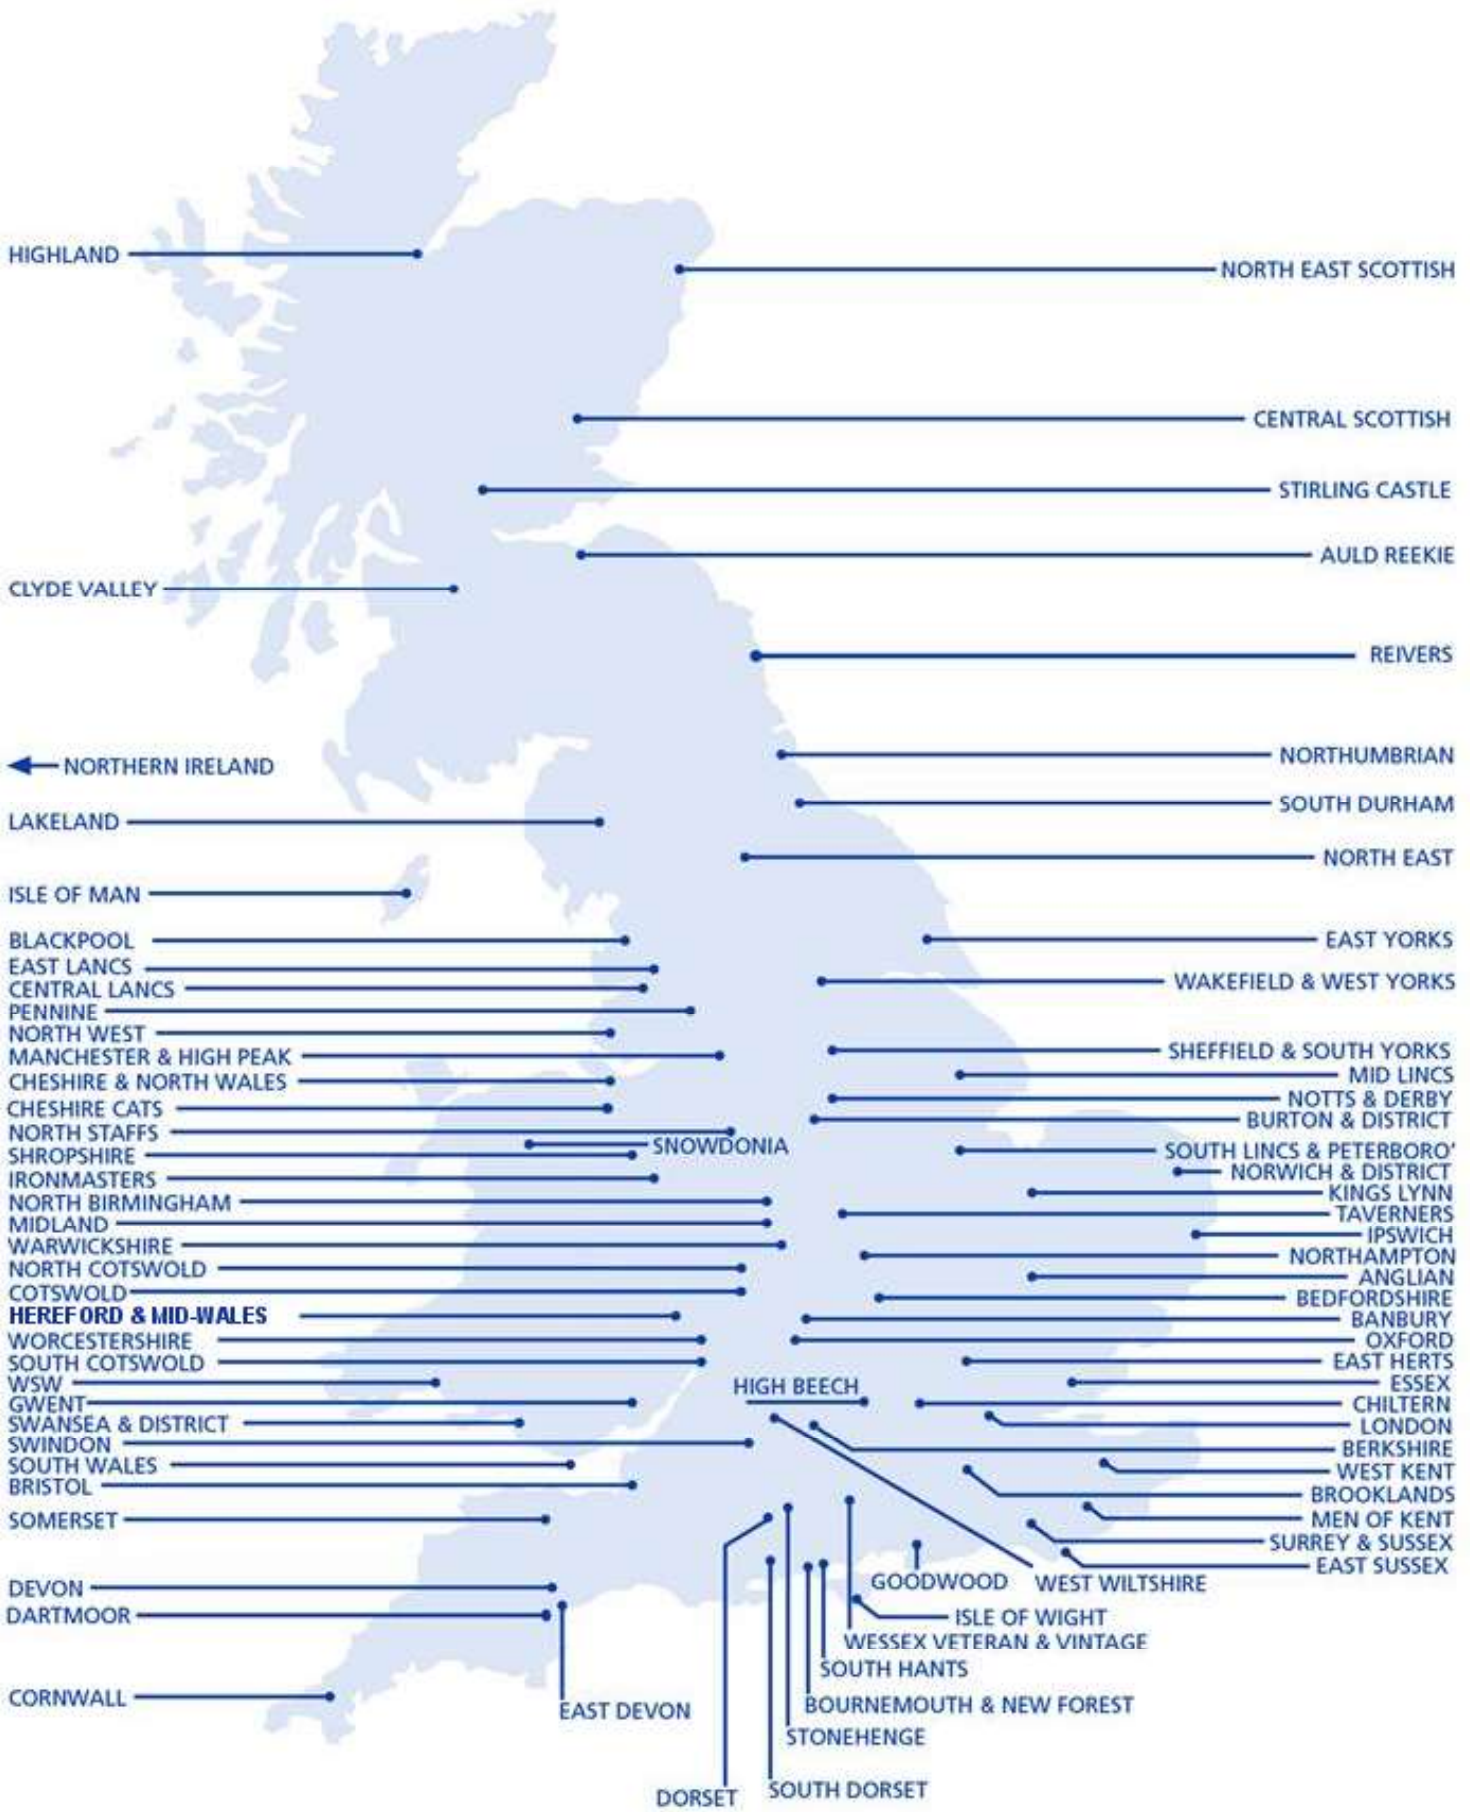 HIGHLAND
NORTH EAST SCOTTISH
CENTRAL SCOTTISH
STIRLING CASTLE
AULD REEKIE
CLYDE VALLEY
REIVERS
NORTHUMBRIAN
NORTHERN IRELAND
SOUTH DURHAM
LAKELAND
NORTH EAST
ISLE OF MAN
BLACKPOOL
EAST LANCS
CENTRAL LANCS
PENNINE
NORTH WEST
MANCHESTER & HIGH PEAK
CHESHIRE & NORTH WALES
CHESHIRE CATS
NORTH STAFFS
SNOWDONIA
SHROPSHIRE
IRONMASTERS
NORTH BIRMINGHAM
MIDLAND
WARWICKSHIRE
NORTH COTSWOLD
COTSWOLD
HEREFORD & MID-WALES
WORCESTERSHIRE
SOUTH COTSWOLD
WSW
GWENT
SWANSEA & DISTRICT
SWINDON
SOUTH WALES
BRISTOL
SOMERSET
DEVON
DARTMOOR
CORNWALL
EAST YORKS
WAKEFIELD & WEST YORKS
SHEFFIELD & SOUTH YORKS
MID LINCS
NOTTS & DERBY
BURTON & DISTRICT
SOUTH LINCS & PETERBORO'
NORWICH & DISTRICT
KINGS LYNN
TAVERNERS
IPSWICH
NORTHAMPTON
ANGLIAN
BEDFORDSHIRE
BANBURY
OXFORD
EAST HERTS
ESSEX
HIGH BEECH
CHILTERN
LONDON
BERKSHIRE
WEST KENT
BROOKLANDS
MEN OF KENT
SURREY & SUSSEX
EAST SUSSEX
GOODWOOD
WEST WILTSHIRE
ISLE OF WIGHT
WESSEX VETERAN & VINTAGE
SOUTH HANTS
BOURNEMOUTH & NEW FOREST
EAST DEVON
STONEHENGE
SOUTH DORSET
DORSET